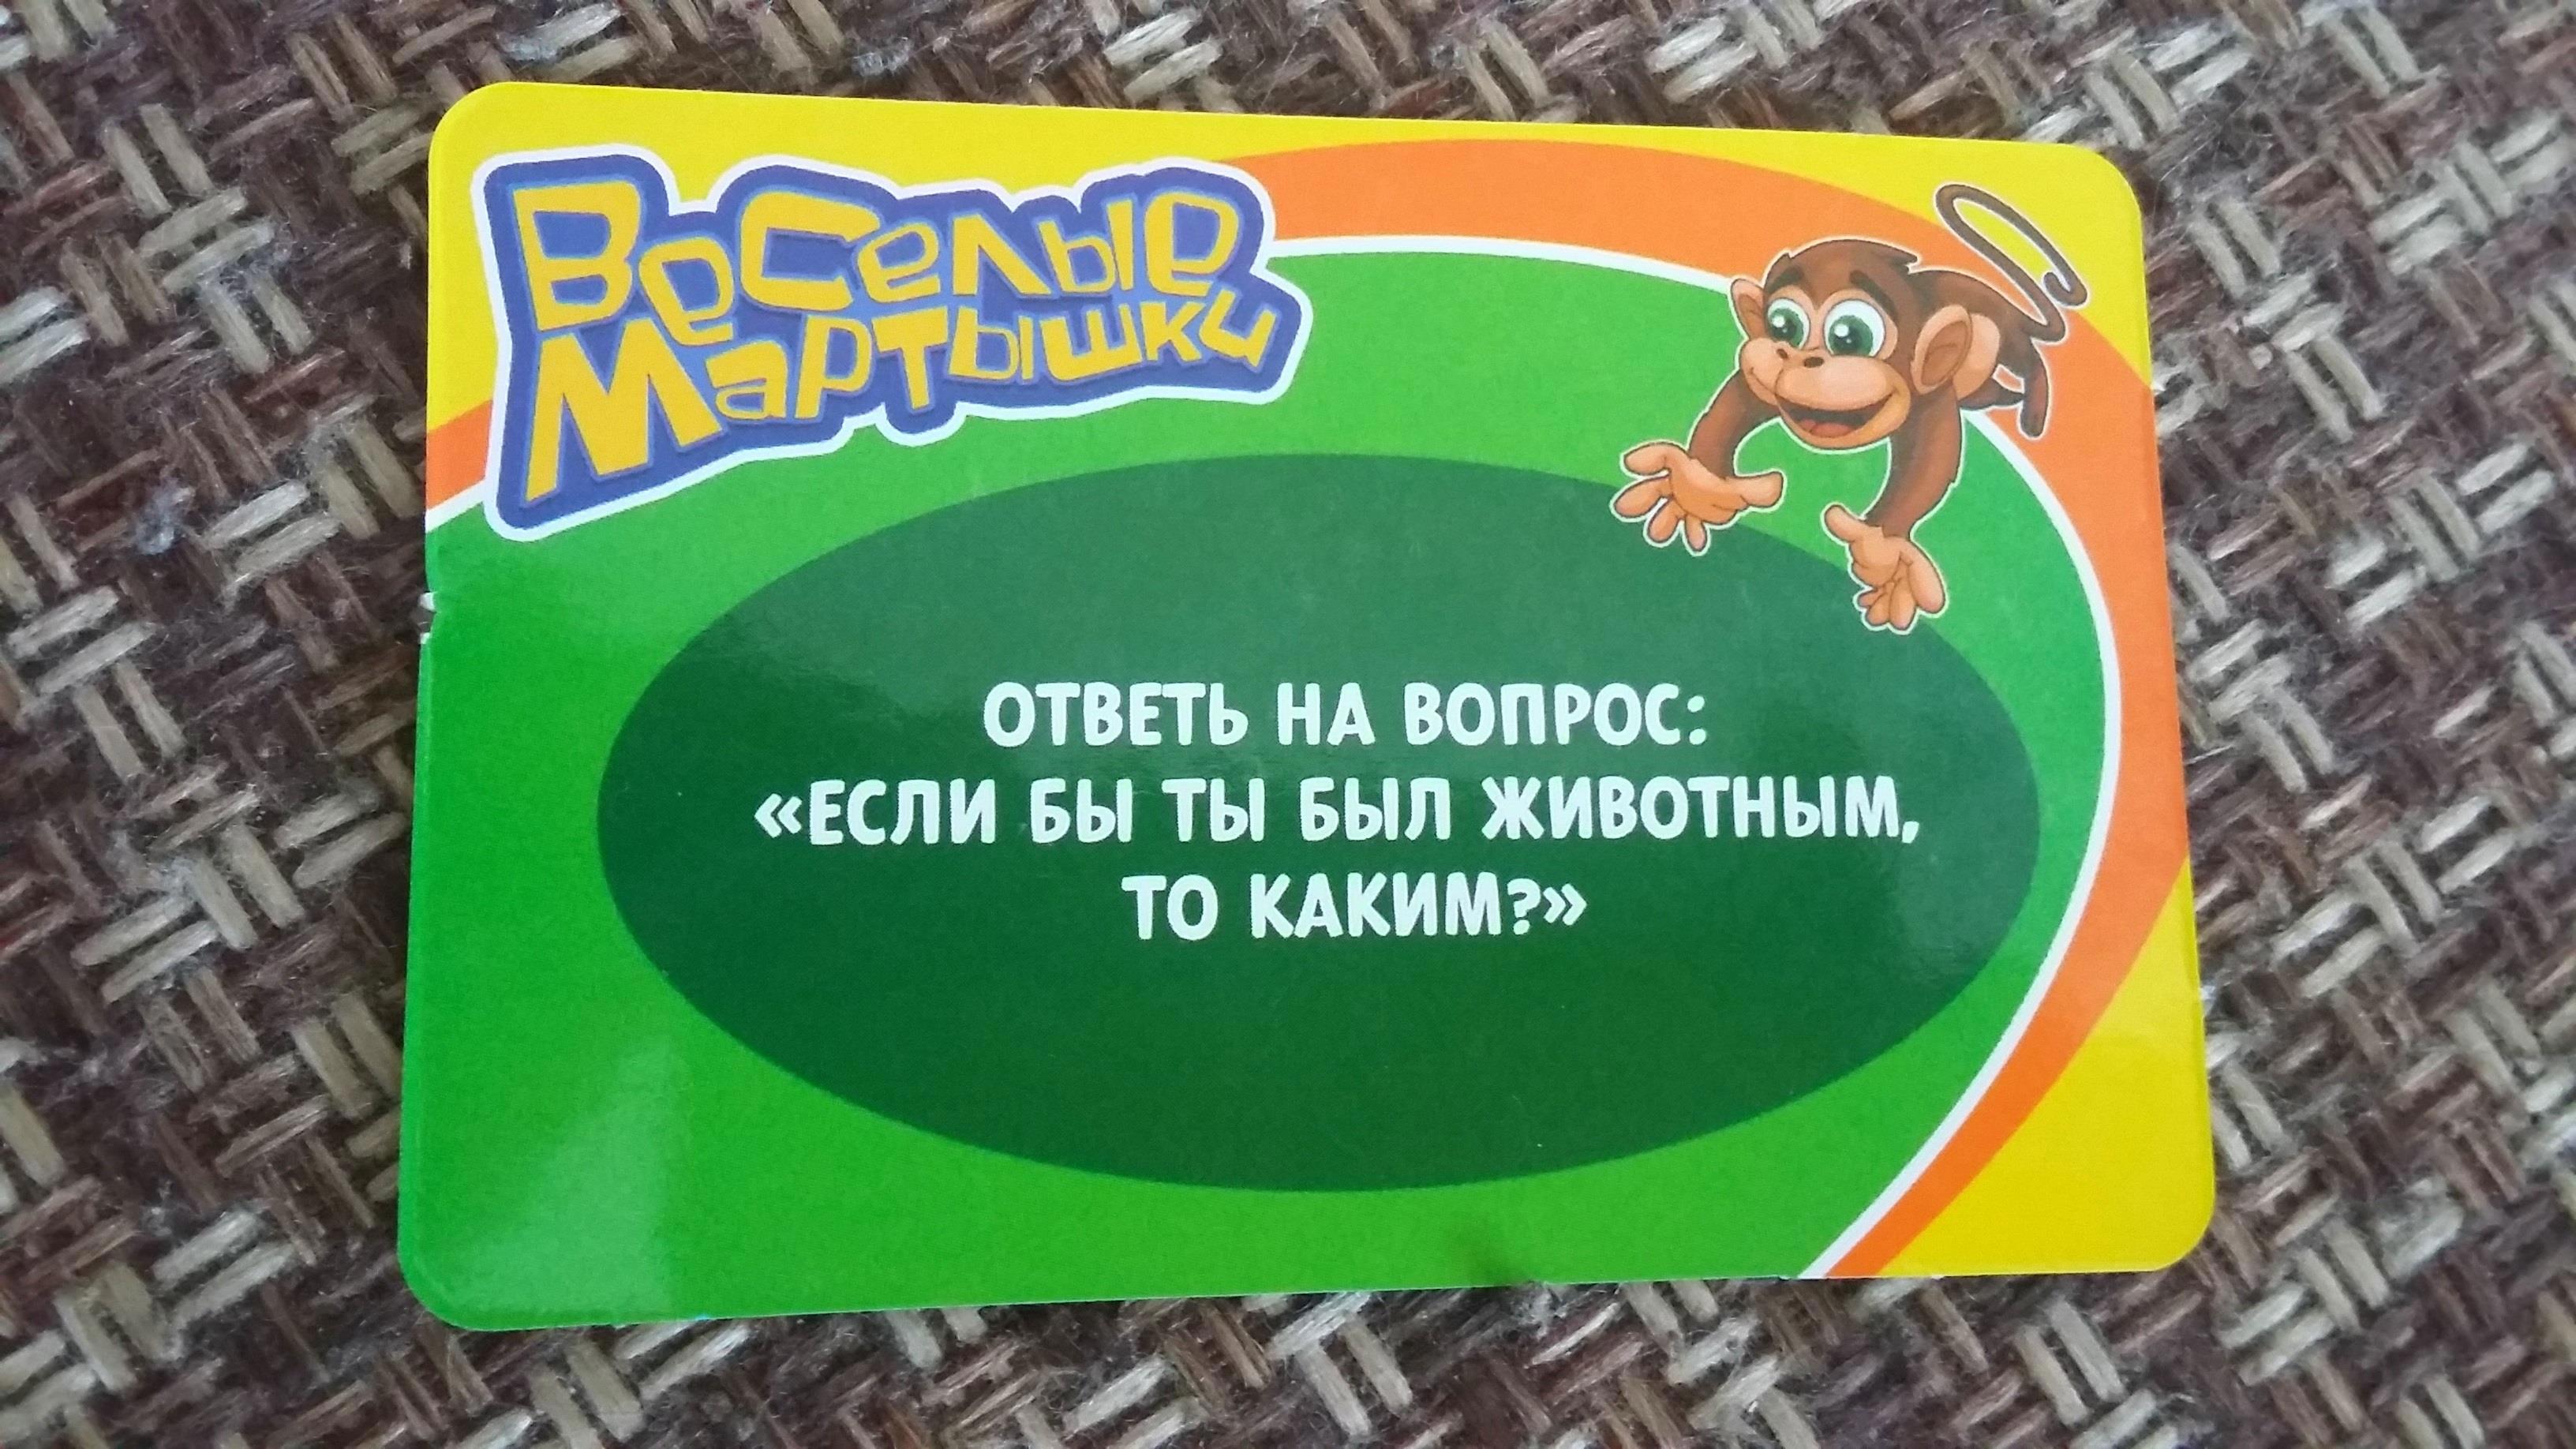 Веселые
Мартышки
ОТВЕТЬ НА ВОПРОС:
«ЕСЛИ БЫ ТЫ БЫЛ ЖИВОТНЫМ,
ТО КАКИМ?»